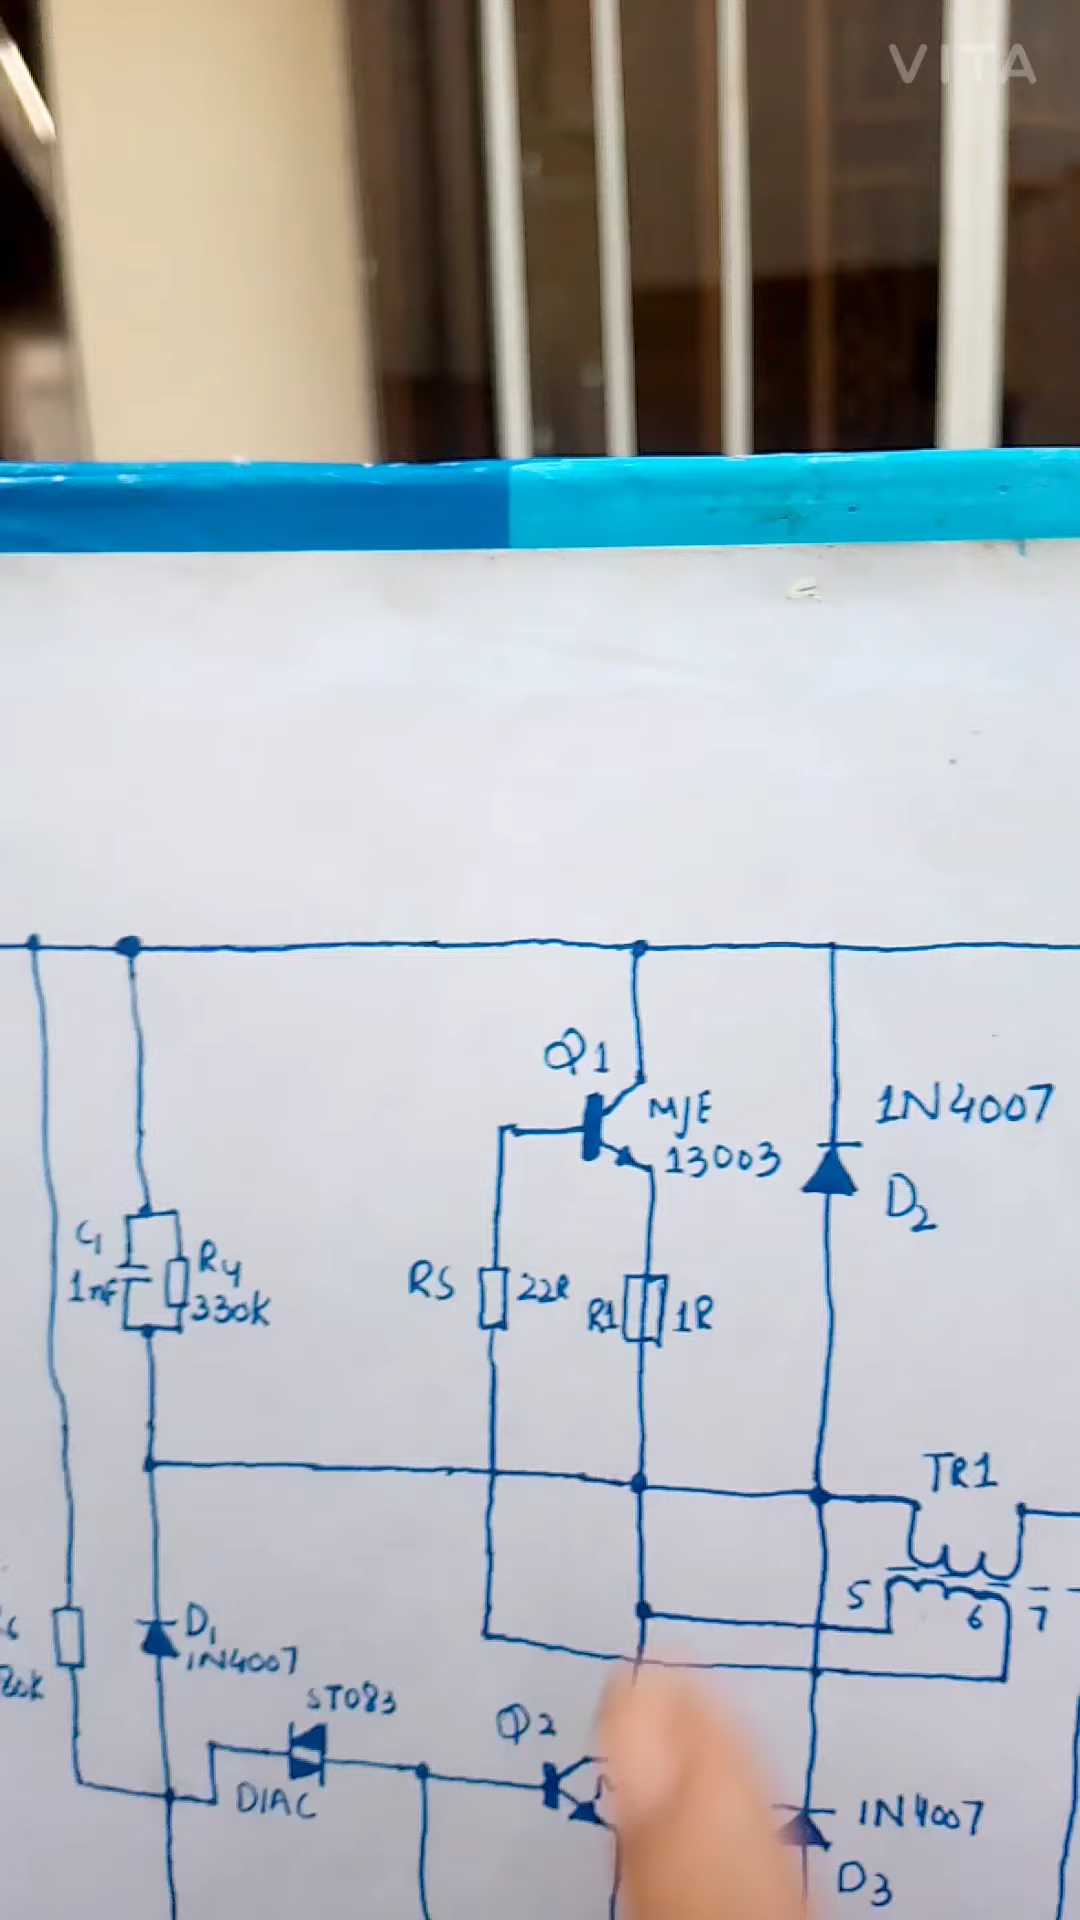 VITA
Q1
MJE
13003
1N4007
D2
C1
1nf
R4
330K
R5
22R
R1
1R
TR1
5
6
7
D1
1N4007
ST083
DIAC
Q2
1N4007
D3